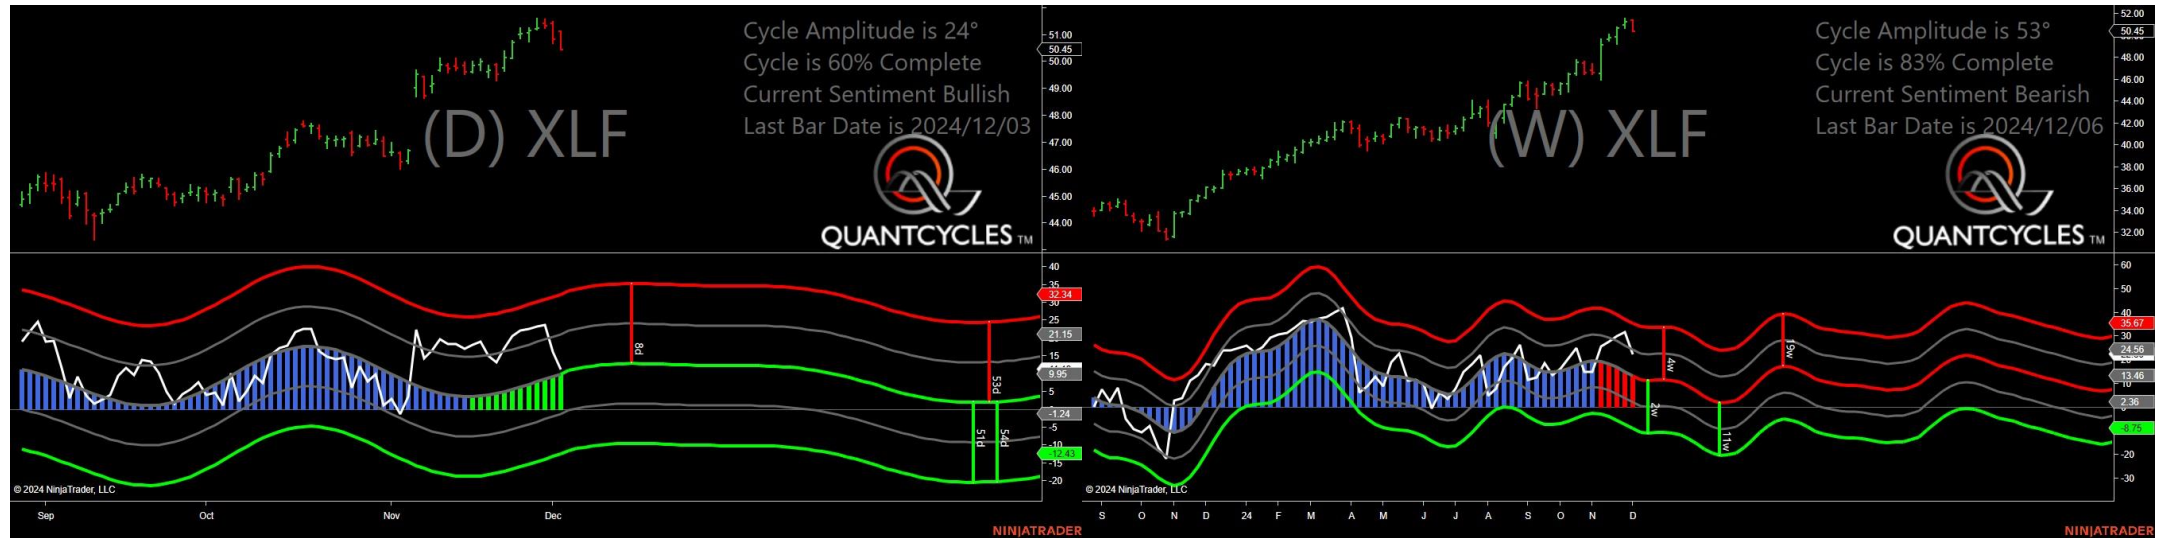 Cycle Amplitude is 24°
Cycle is 60% Complete
Current Sentiment Bullish
Last Bar Date is 2024/12/03
(D) XLF
QUANTCYCLES TM
51.00
50.45
50.00
49.00
48.00
47.00
46.00
45.00
44.00
40
35
32.34
30
25
21.15
15
9.95
5
-1.24
-5
-10
-12.43
-15
-20
8d
53d
51d
54d
© 2024 NinjaTrader, LLC
Sep Oct Nov Dec
NINJATRADER
Cycle Amplitude is 53°
Cycle is 83% Complete
Current Sentiment Bearish
Last Bar Date is 2024/12/06
(W) XLF
QUANTCYCLES TM
52.00
50.45
48.00
46.00
44.00
42.00
40.00
38.00
36.00
34.00
32.00
60
50
40
35.67
30
24.56
13.46
10
2.36
-8.75
-20
-30
4w
19w
2w
11w
© 2024 NinjaTrader, LLC
S O N D 24 F M A M J J A S O N D
NINJATRADER